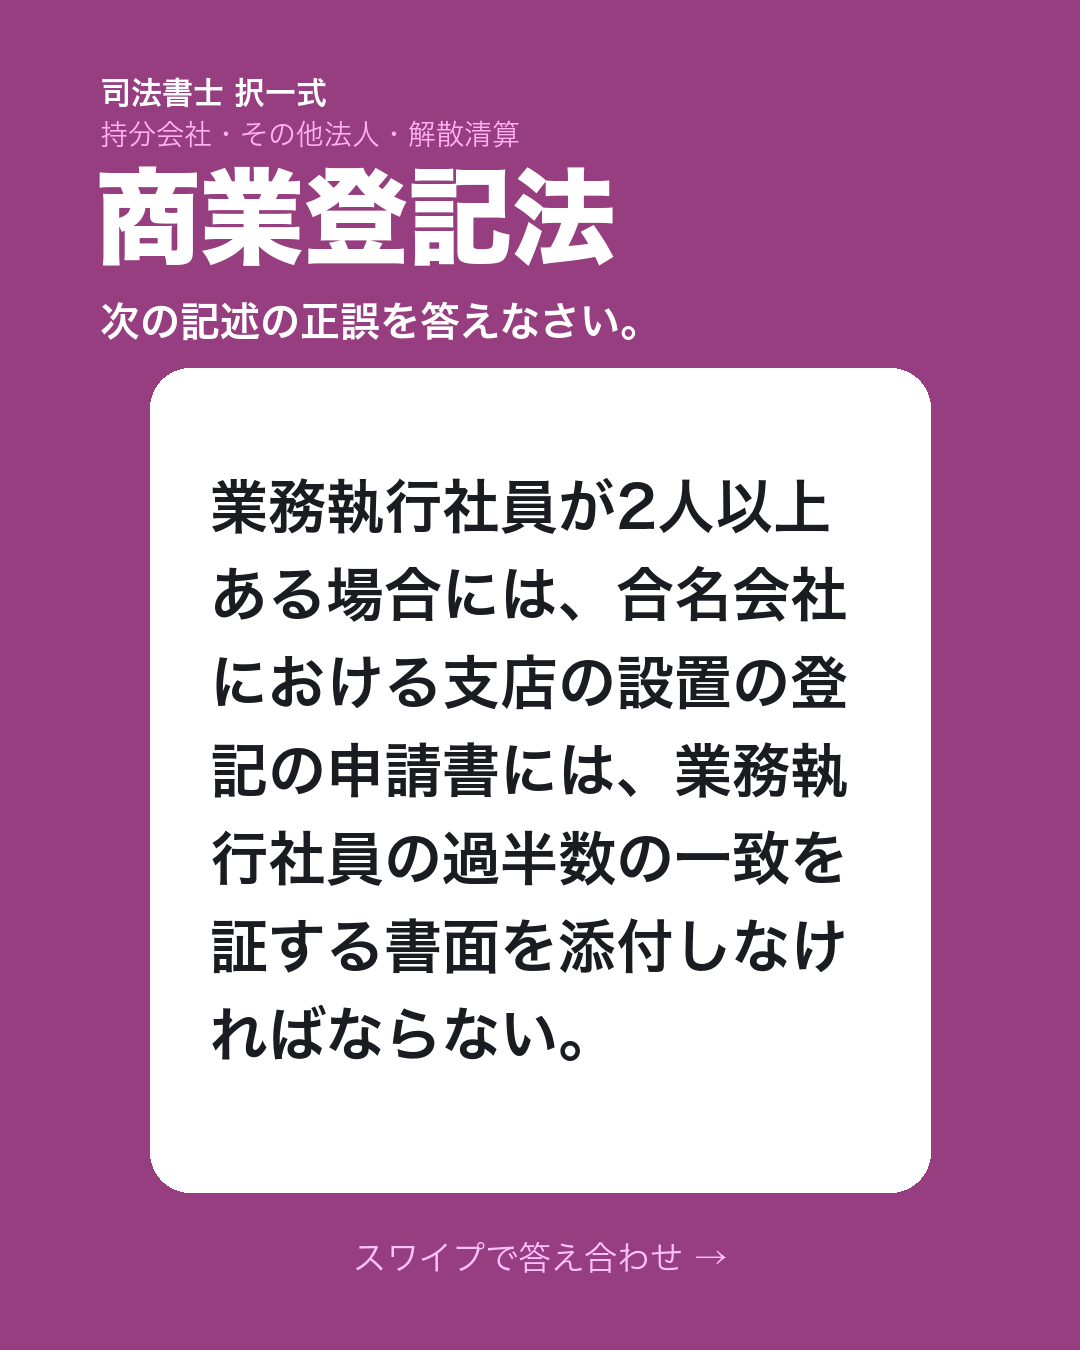 司法書士 択一式
持分会社・その他法人・解散清算
商業登記法
次の記述の正誤を答えなさい。
業務執行社員が2人以上
ある場合には、合名会社
における支店の設置の登
記の申請書には、業務執
行社員の過半数の一致を
証する書面を添付しなけ
ればならない。
スワイプで答え合わせ →